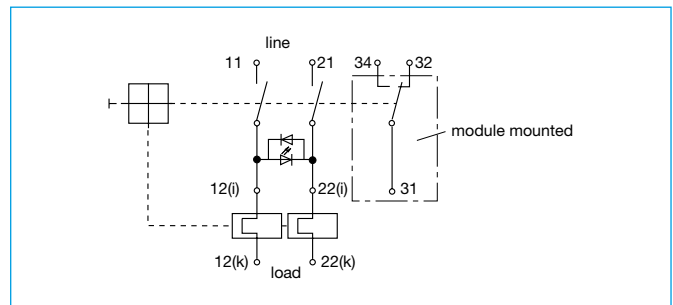 line
11 21 34 32
module mounted
12(i) 22(i) 31
12(k) 22(k)
load